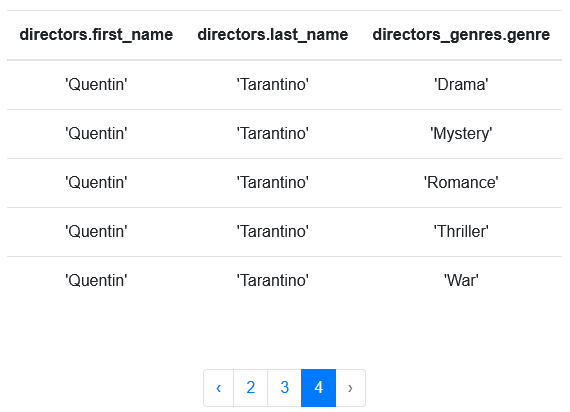 directors.first_name directors.last_name directors_genres.genre
'Quentin' 'Tarantino' 'Drama'
'Quentin' 'Tarantino' 'Mystery'
'Quentin' 'Tarantino' 'Romance'
'Quentin' 'Tarantino' 'Thriller'
'Quentin' 'Tarantino' 'War'
‹ 2 3 4 ›